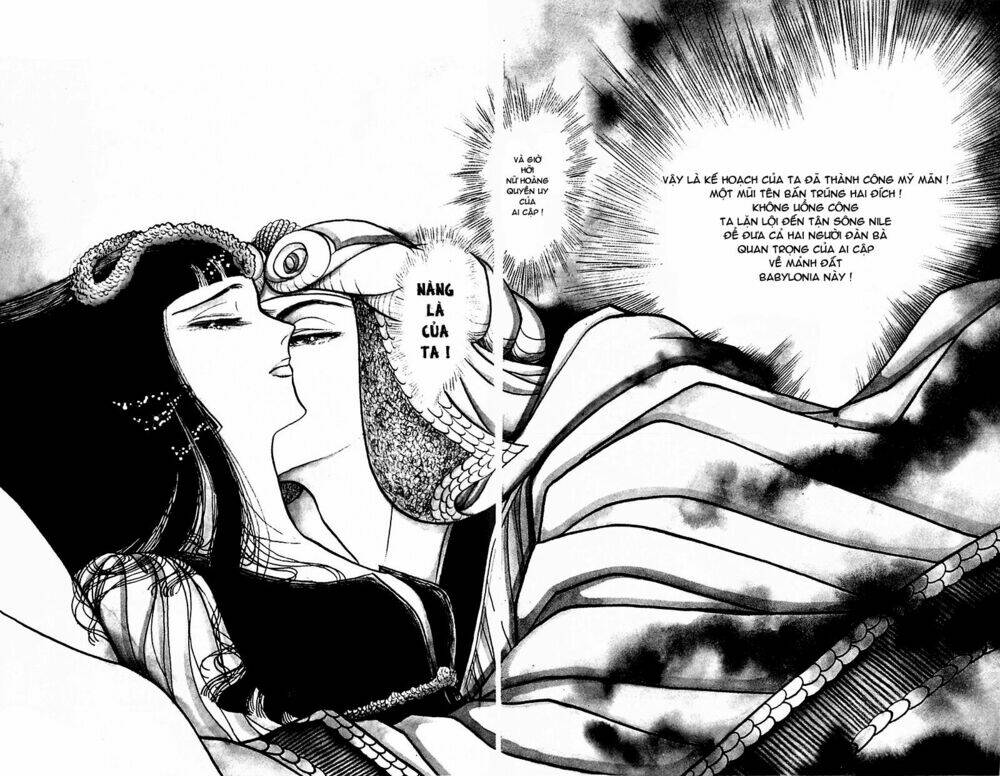 VẬY LÀ KẾ HOẠCH CỦA TA ĐÃ THÀNH CÔNG MỸ MÃN !
MỘT MŨI TÊN BẮN TRÚNG HAI ĐÍCH !
KHÔNG UỔNG CÔNG
TA LẶN LỘI ĐẾN TẬN SÔNG NILE
ĐỂ ĐƯA CẢ HAI NGƯỜI ĐÀN BÀ
QUAN TRỌNG CỦA AI CẬP
VỀ MẢNH ĐẤT
BABYLONIA NÀY !
VÀ GIỜ
HỠI
NỮ HOÀNG
QUYỀN UY
CỦA
AI CẬP !
NÀNG
LÀ
CỦA
TA !